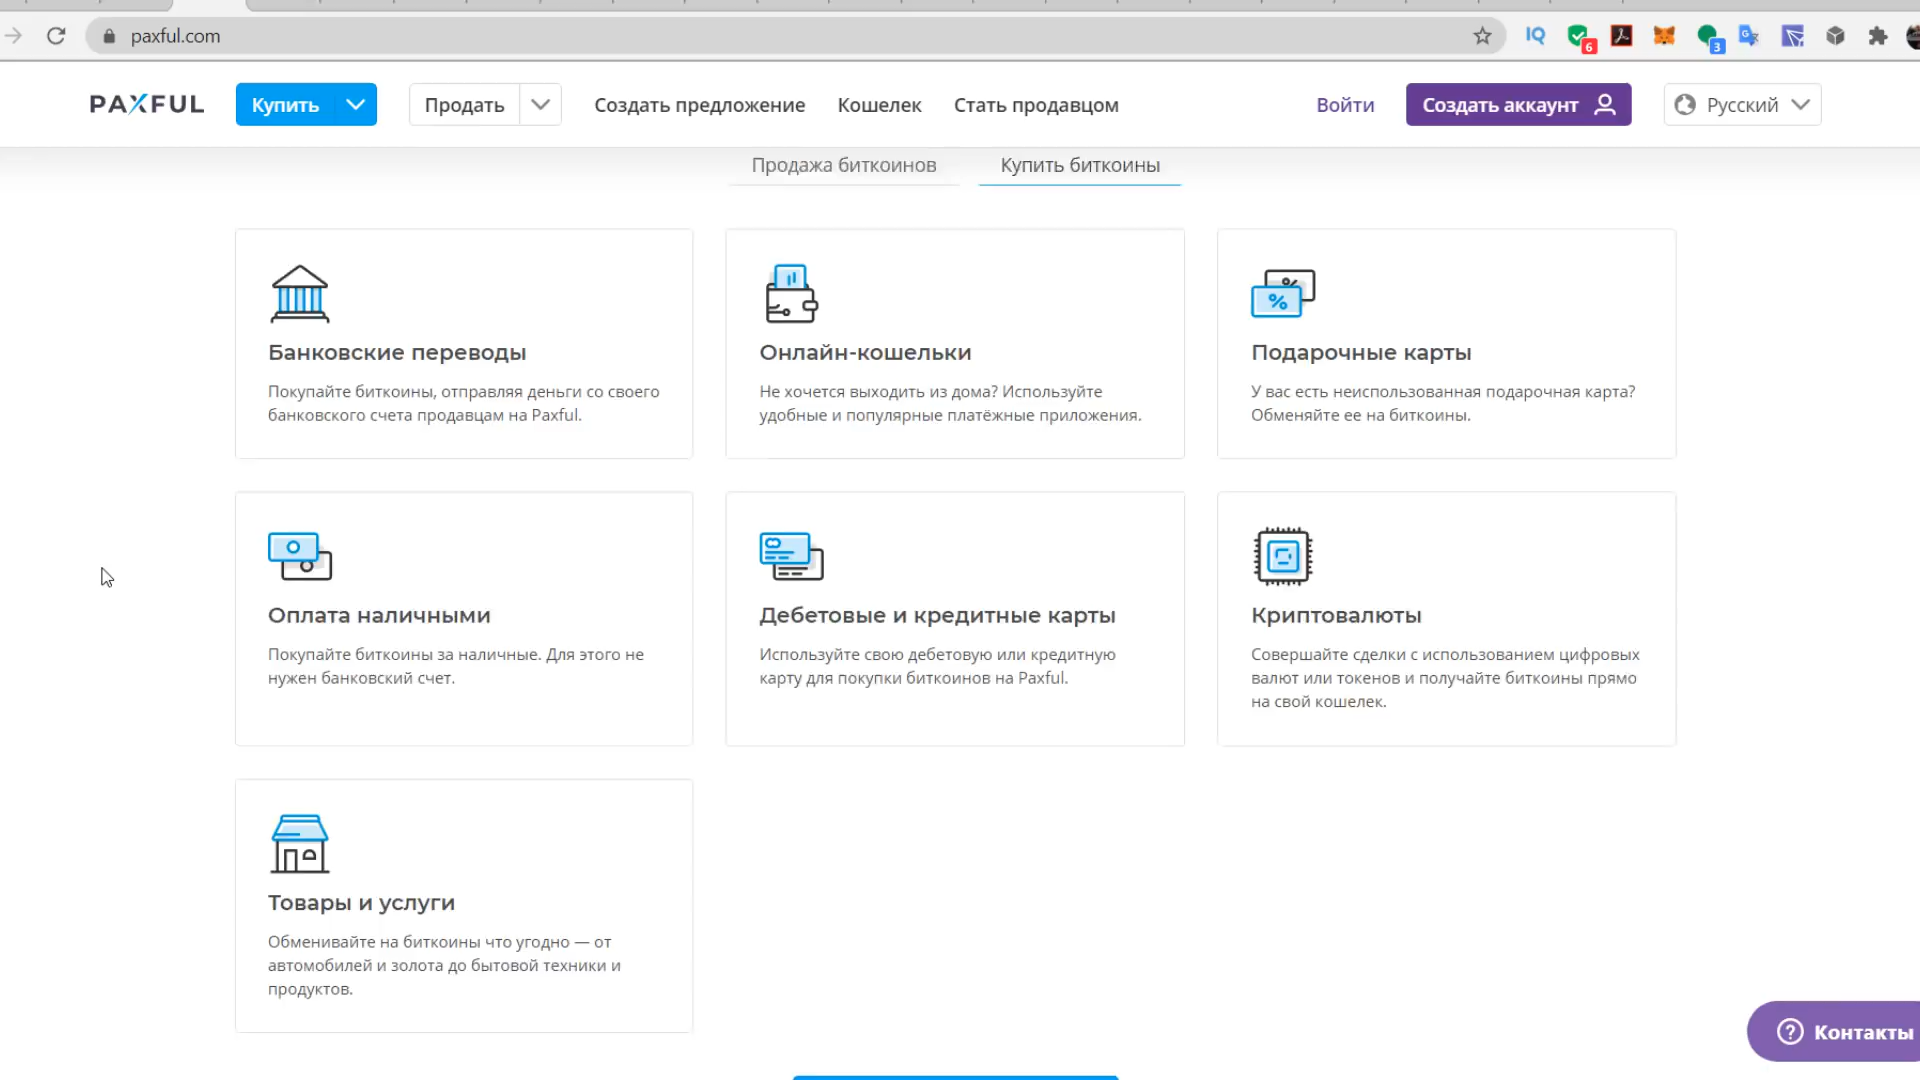 paxful.com
IQ
6
3
PAXFUL
Купить
Продать
Создать предложение
Кошелек
Стать продавцом
Войти
Создать аккаунт
Русский
Продажа биткоинов
Купить биткоины
Банковские переводы
Покупайте биткоины, отправляя деньги со своего
банковского счета продавцам на Paxful.
Онлайн-кошельки
Не хочется выходить из дома? Используйте
удобные и популярные платёжные приложения.
Подарочные карты
У вас есть неиспользованная подарочная карта?
Обменяйте ее на биткоины.
Оплата наличными
Покупайте биткоины за наличные. Для этого не
нужен банковский счет.
Дебетовые и кредитные карты
Используйте свою дебетовую или кредитную
карту для покупки биткоинов на Paxful.
Криптовалюты
Совершайте сделки с использованием цифровых
валют или токенов и получайте биткоины прямо
на свой кошелек.
Товары и услуги
Обменивайте на биткоины что угодно — от
автомобилей и золота до бытовой техники и
продуктов.
Контакты